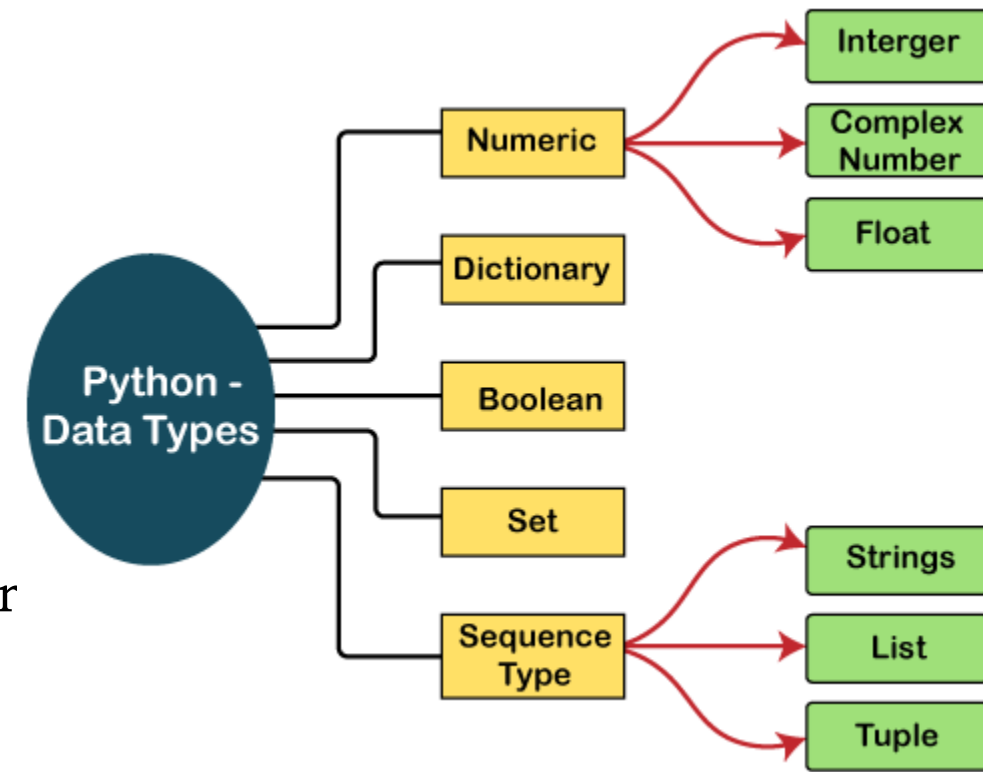 Python -
Data Types
r
Numeric
Interger
Complex
Number
Float
Dictionary
Boolean
Set
Sequence
Type
Strings
List
Tuple